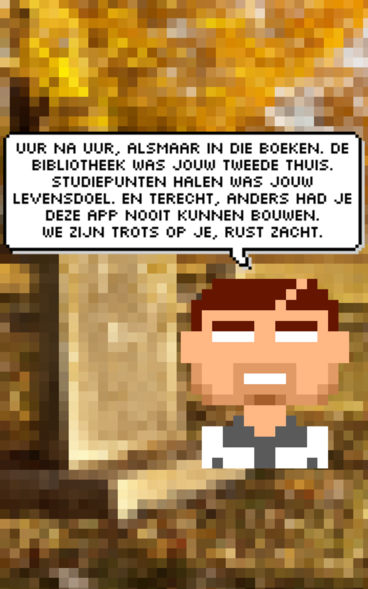 UUR NA UUR, ALSMAAR IN DIE BOEKEN. DE
BIBLIOTHEEK WAS JOUW TWEEDE THUIS.
STUDIEPUNTEN HALEN WAS JOUW
LEVENSDOEL. EN TERECHT, ANDERS HAD JE
DEZE APP NOOIT KUNNEN BOUWEN.
WE ZIJN TROTS OP JE, RUST ZACHT.